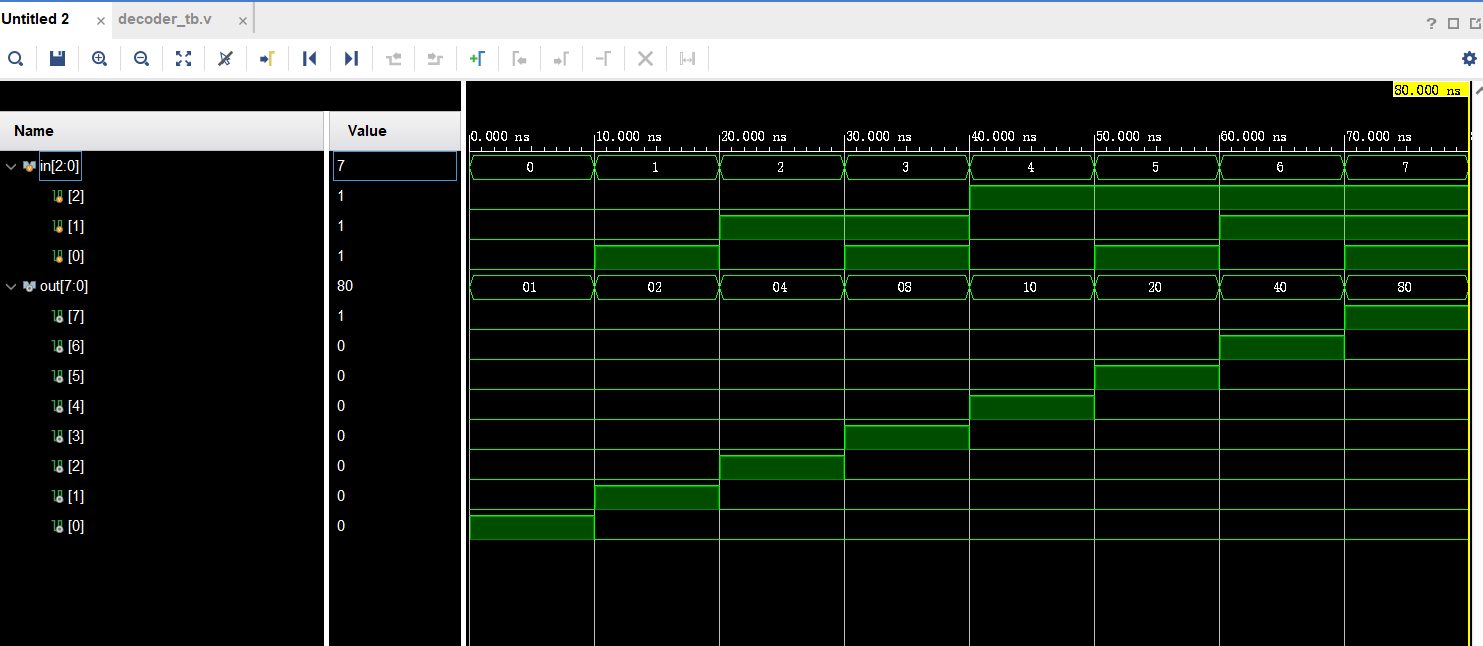 Untitled 2 × decoder_tb.v ×
?
80.000 ns
Name Value
0.000 ns 10.000 ns 20.000 ns 30.000 ns 40.000 ns 50.000 ns 60.000 ns 70.000 ns
in[2:0] 7 0 1 2 3 4 5 6 7
[2] 1
[1] 1
[0] 1
out[7:0] 80 01 02 04 08 10 20 40 80
[7] 1
[6] 0
[5] 0
[4] 0
[3] 0
[2] 0
[1] 0
[0] 0